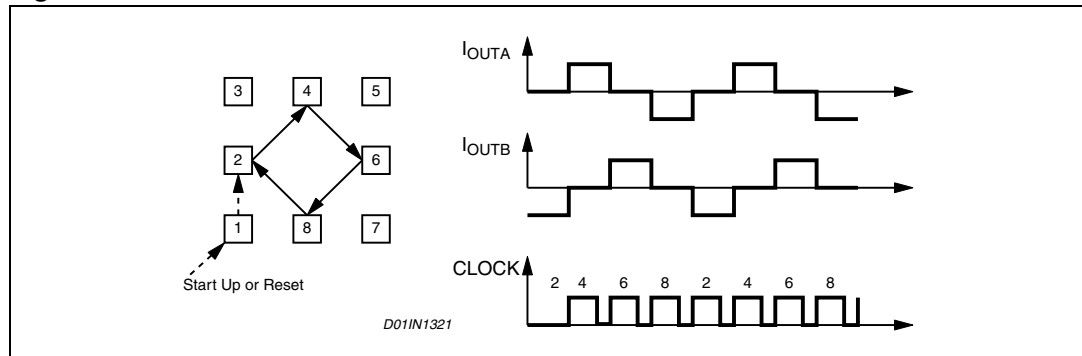 3 4 5
2 6
1 8 7
Start Up or Reset
D01IN1321
IOUTA
IOUTB
CLOCK
2 4 6 8 2 4 6 8